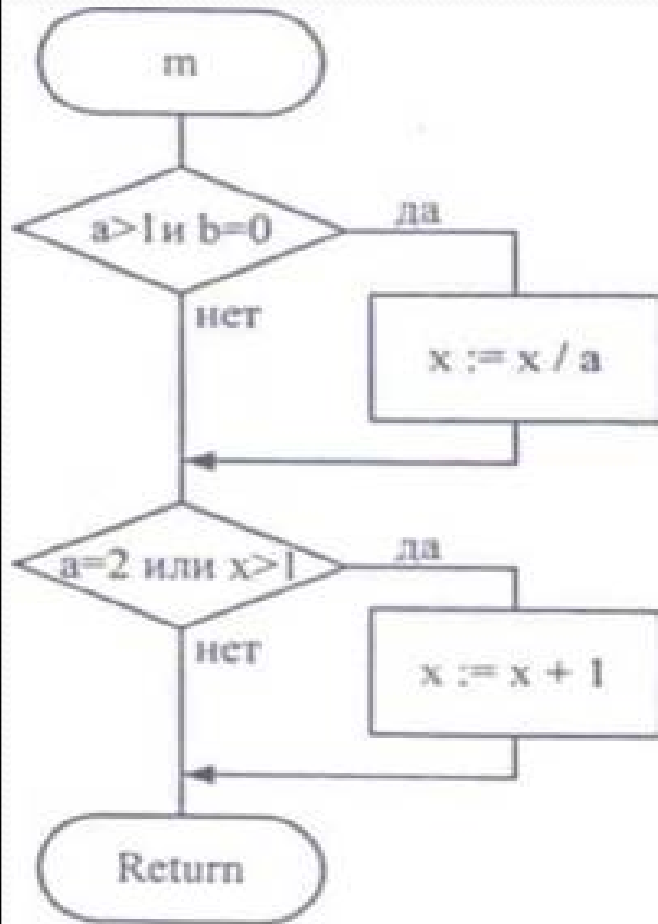 m
a>1и b=0
да
нет
x := x / a
a=2 или x>1
да
нет
x := x + 1
Return